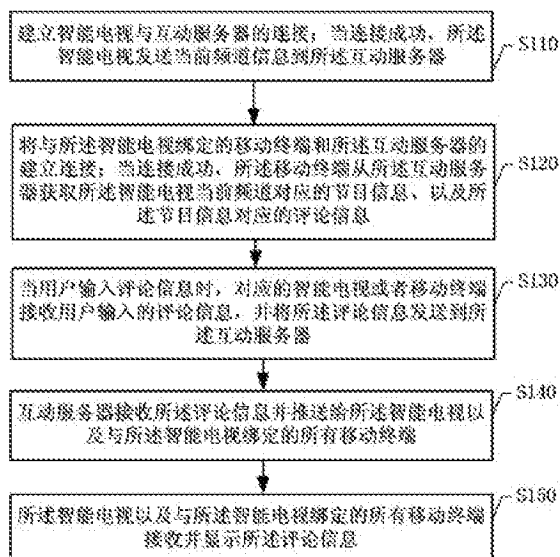 建立智能电视与互动服务器的连接；当连接成功、所述
智能电视发送当前频道信息到所述互动服务器
S110
将与所述智能电视绑定的移动终端和所述互动服务器的
建立连接；当连接成功、所述移动终端从所述互动服务
器获取所述智能电视当前频道对应的节目信息、以及所
述节目信息对应的评论信息
S120
当用户输入评论信息时，对应的智能电视或者移动终端
接收用户输入的评论信息，并将所述评论信息发送到所
述互动服务器
S130
互动服务器接收所述评论信息并推送给所述智能电视以
及与所述智能电视绑定的所有移动终端
S140
所述智能电视以及与所述智能电视绑定的所有移动终端
接收并显示所述评论信息
S150